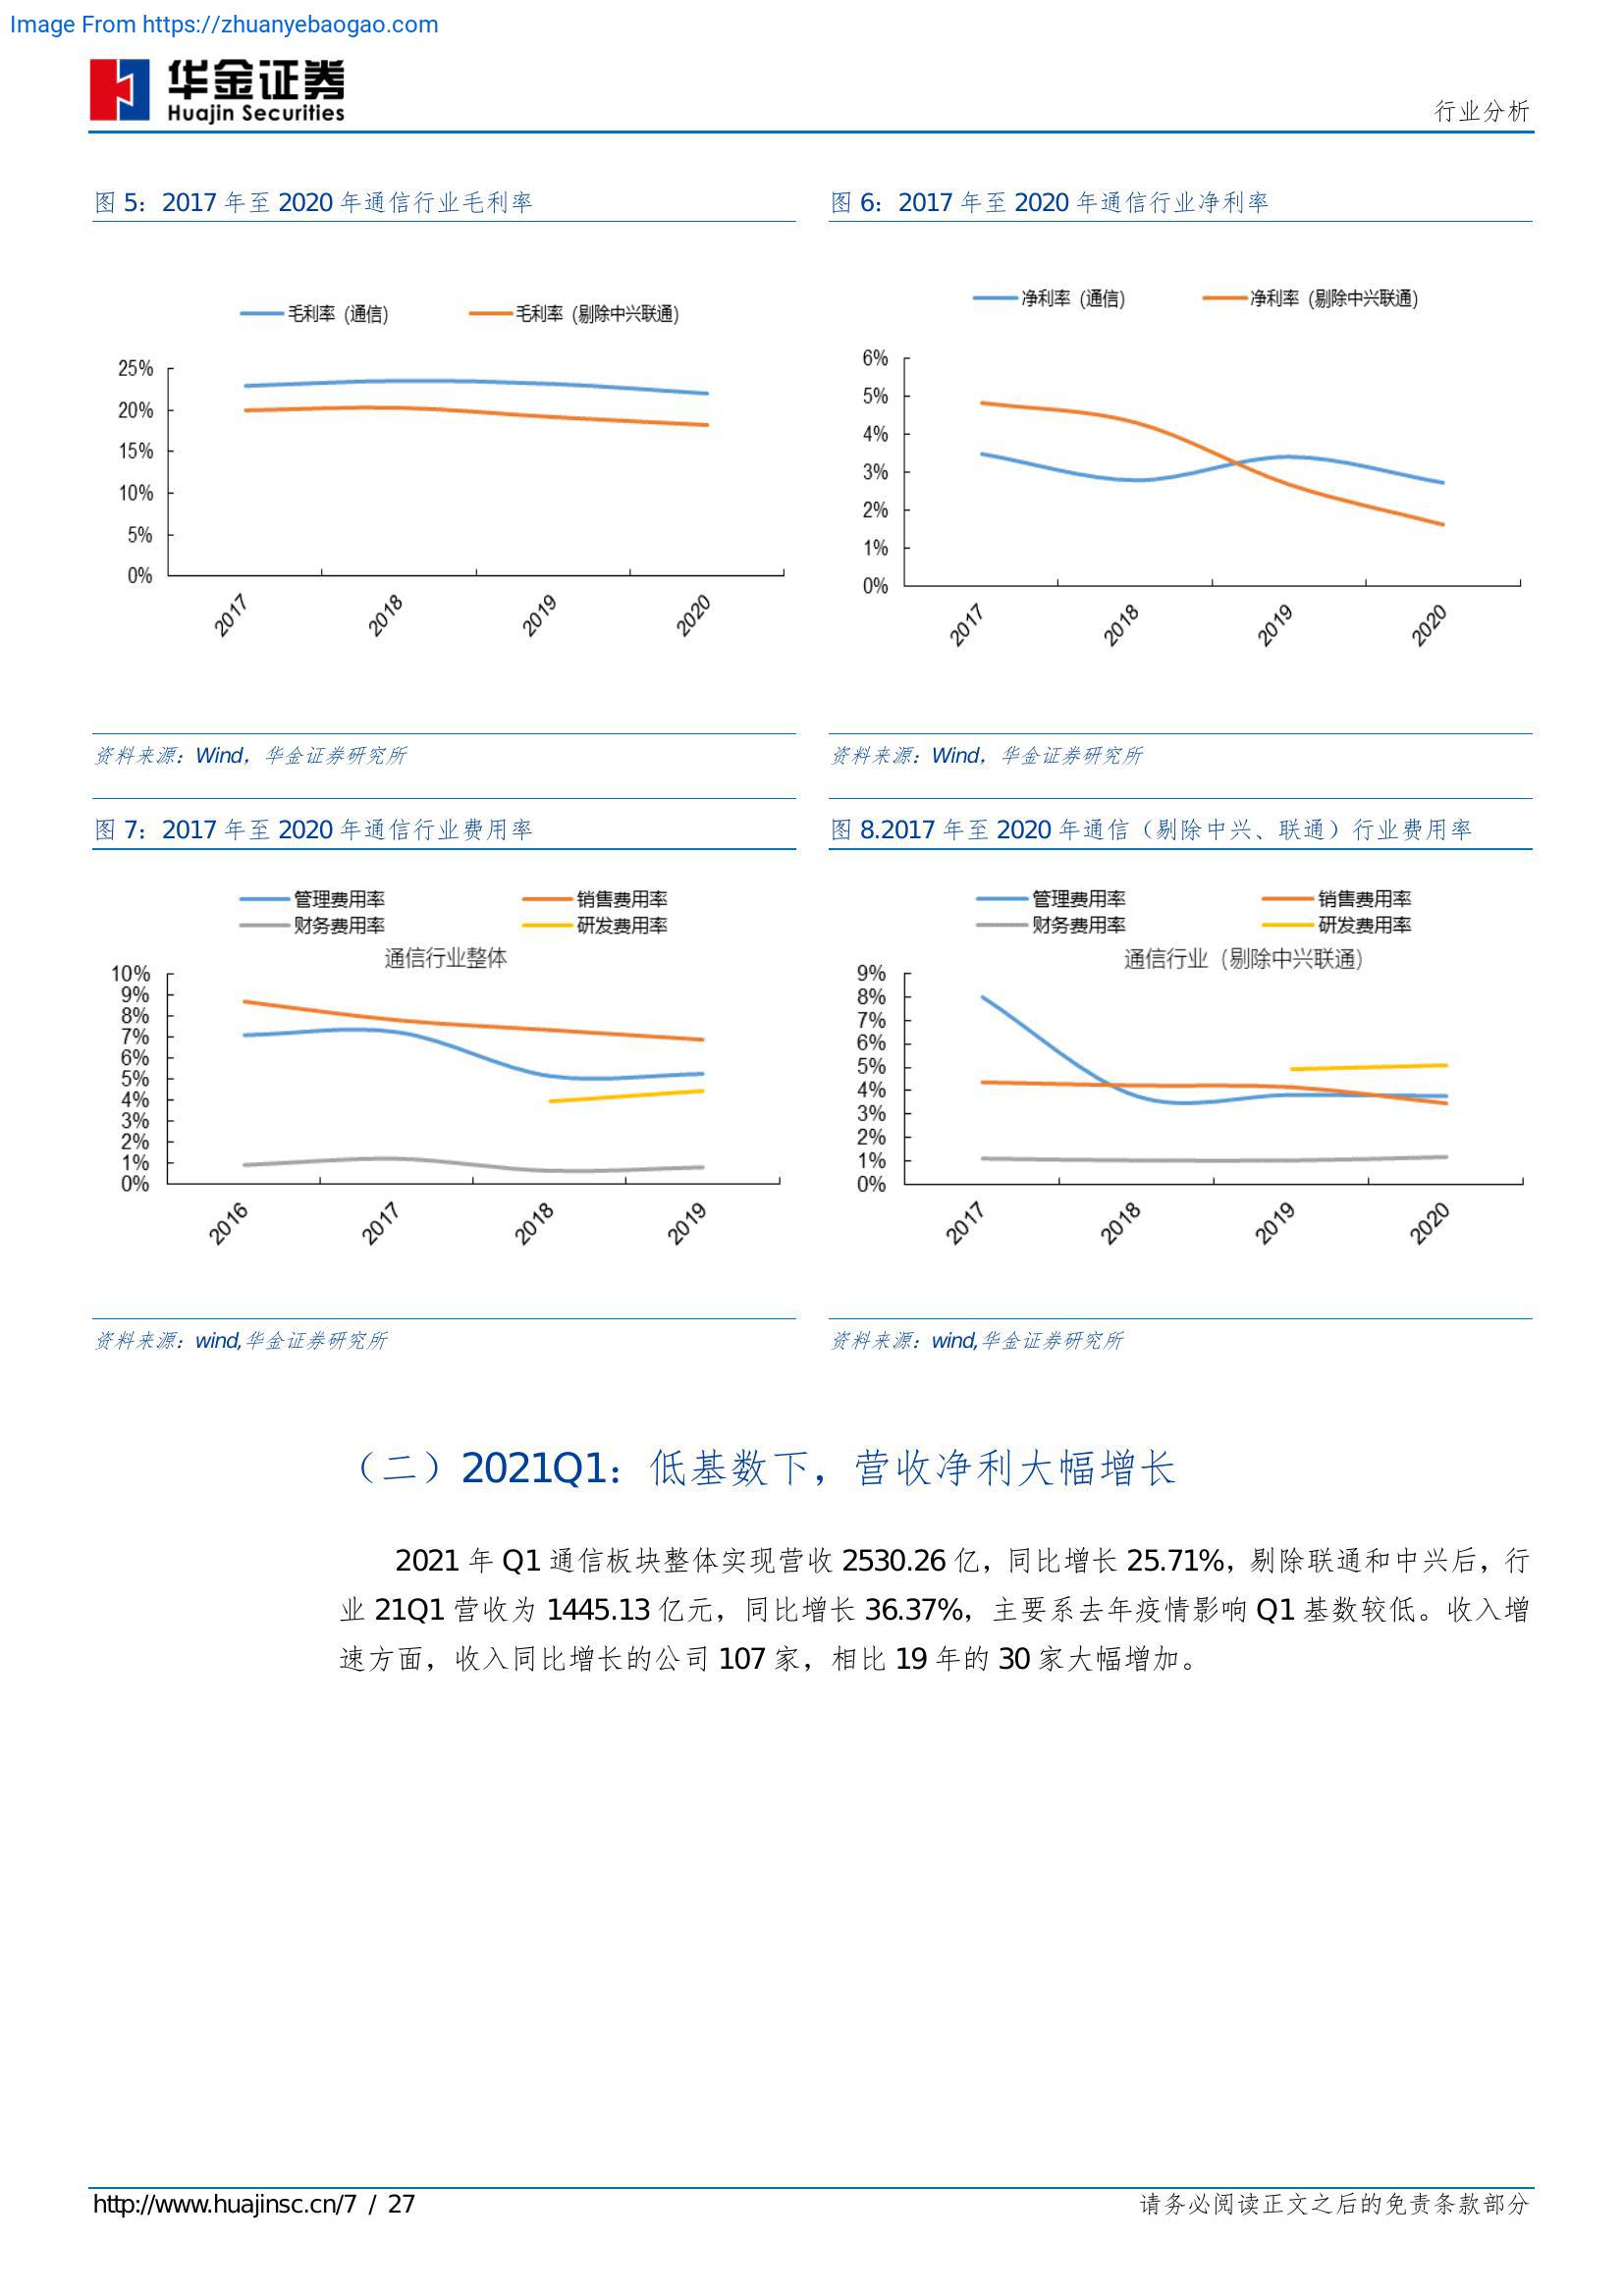 Image From https://zhuanyebaogao.com
华金证券
Huajin Securities
行业分析
图 5：2017 年至 2020 年通信行业毛利率
毛利率 (通信) 毛利率 (剔除中兴联通)
25%
20%
15%
10%
5%
0%
2017 2018 2019 2020
资料来源：Wind，华金证券研究所
图 6：2017 年至 2020 年通信行业净利率
净利率 (通信) 净利率 (剔除中兴联通)
6%
5%
4%
3%
2%
1%
0%
2017 2018 2019 2020
资料来源：Wind，华金证券研究所
图 7：2017 年至 2020 年通信行业费用率
管理费用率 销售费用率
财务费用率 研发费用率
通信行业整体
10%
9%
8%
7%
6%
5%
4%
3%
2%
1%
0%
2016 2017 2018 2019
资料来源：wind,华金证券研究所
图 8.2017 年至 2020 年通信（剔除中兴、联通）行业费用率
管理费用率 销售费用率
财务费用率 研发费用率
通信行业（剔除中兴联通）
9%
8%
7%
6%
5%
4%
3%
2%
1%
0%
2017 2018 2019 2020
资料来源：wind,华金证券研究所
（二）2021Q1：低基数下，营收净利大幅增长
2021 年 Q1 通信板块整体实现营收 2530.26 亿，同比增长 25.71%，剔除联通和中兴后，行
业 21Q1 营收为 1445.13 亿元，同比增长 36.37%，主要系去年疫情影响 Q1 基数较低。收入增
速方面，收入同比增长的公司 107 家，相比 19 年的 30 家大幅增加。
http://www.huajinsc.cn/7 / 27
请务必阅读正文之后的免责条款部分